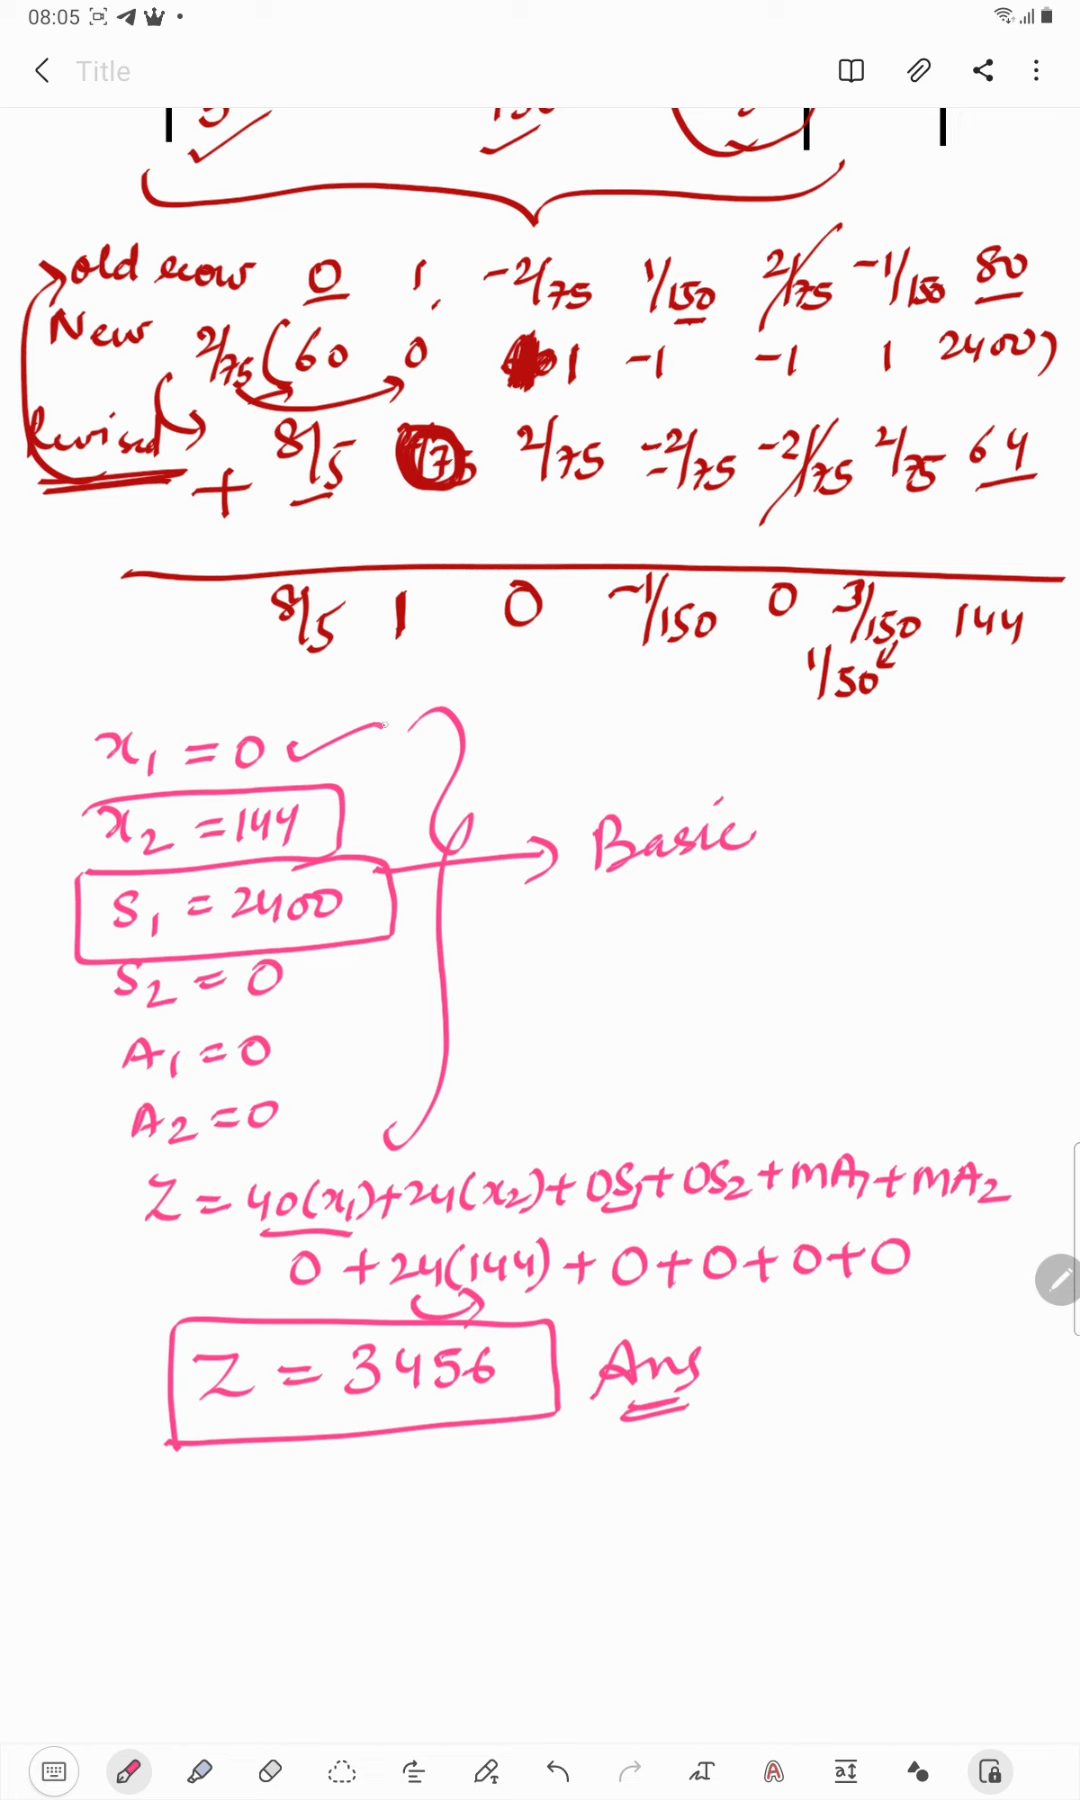 08:05
Title
old row 0 1 -2/75 1/150 2/75 -1/150 80
New 2/75(60 0 1 -1 -1 1 2400)
Revised + 8/5 2/75 -2/75 -2/75 2/75 64
8/5 1 0 -1/150 0 3/150 144
1/50
x1 = 0
x2 = 144
S1 = 2400
Basic
S2 = 0
A1 = 0
A2 = 0
Z = 40(x1)+24(x2)+0S1+0S2+mA1+mA2
0 + 24(144) + 0+0+0+0
Z = 3456 Ans